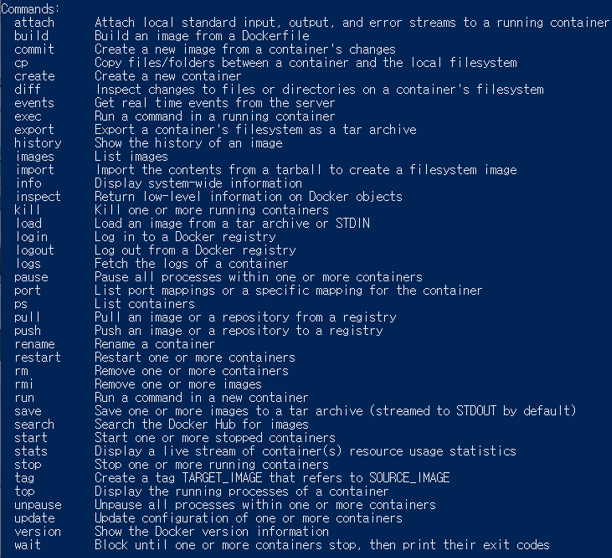 Commands:
attach Attach local standard input, output, and error streams to a running container
build Build an image from a Dockerfile
commit Create a new image from a container's changes
cp Copy files/folders between a container and the local filesystem
create Create a new container
diff Inspect changes to files or directories on a container's filesystem
events Get real time events from the server
exec Run a command in a running container
export Export a container's filesystem as a tar archive
history Show the history of an image
images List images
import Import the contents from a tarball to create a filesystem image
info Display system-wide information
inspect Return low-level information on Docker objects
kill Kill one or more running containers
load Load an image from a tar archive or STDIN
login Log in to a Docker registry
logout Log out from a Docker registry
logs Fetch the logs of a container
pause Pause all processes within one or more containers
port List port mappings or a specific mapping for the container
ps List containers
pull Pull an image or a repository from a registry
push Push an image or a repository to a registry
rename Rename a container
restart Restart one or more containers
rm Remove one or more containers
rmi Remove one or more images
run Run a command in a new container
save Save one or more images to a tar archive (streamed to STDOUT by default)
search Search the Docker Hub for images
start Start one or more stopped containers
stats Display a live stream of container(s) resource usage statistics
stop Stop one or more running containers
tag Create a tag TARGET_IMAGE that refers to SOURCE_IMAGE
top Display the running processes of a container
unpause Unpause all processes within one or more containers
update Update configuration of one or more containers
version Show the Docker version information
wait Block until one or more containers stop, then print their exit codes